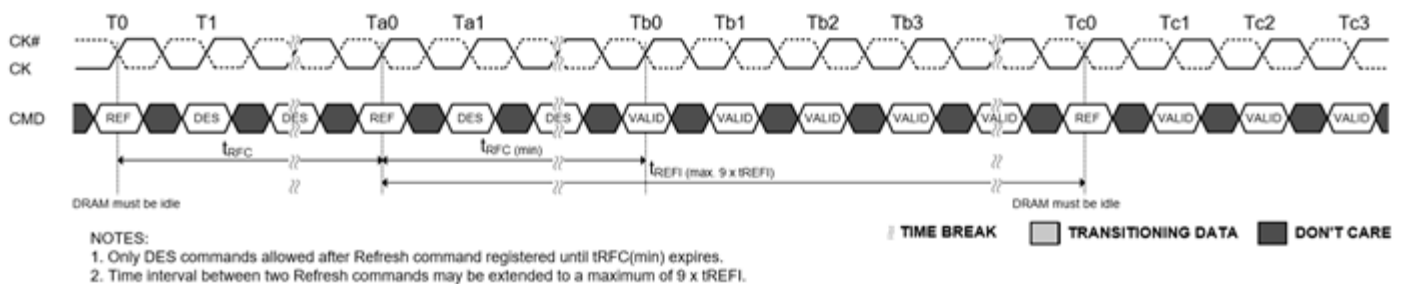 T0 T1 Ta0 Ta1 Tb0 Tb1 Tb2 Tb3 Tc0 Tc1 Tc2 Tc3
CK#
CK
CMD REF DES DES REF DES DES VALID VALID VALID VALID VALID REF VALID VALID VALID
tRFC tRFC (min)
tREFI (max. 9 x tREFI)
DRAM must be idle DRAM must be idle
TIME BREAK TRANSITIONING DATA DON'T CARE
NOTES:
1. Only DES commands allowed after Refresh command registered until tRFC(min) expires.
2. Time interval between two Refresh commands may be extended to a maximum of 9 x tREFI.